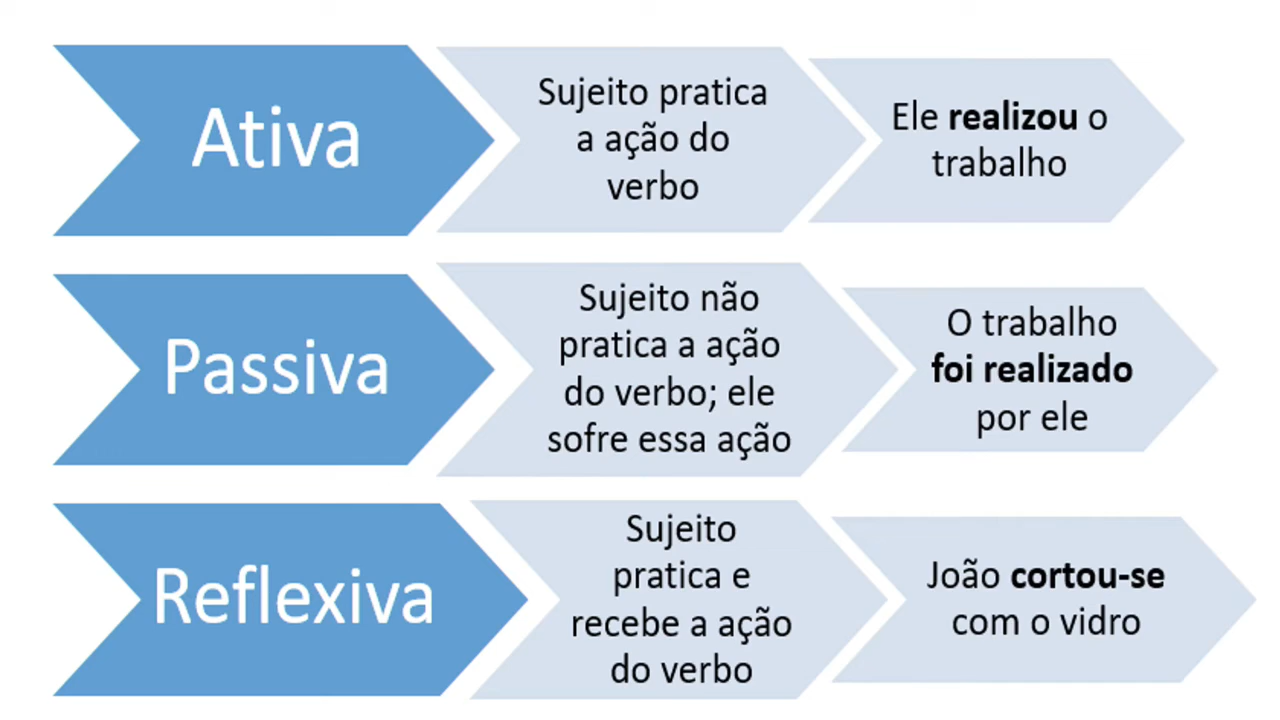 Ativa
Sujeito pratica
a ação do
verbo
Ele realizou o
trabalho
Passiva
Sujeito não
pratica a ação
do verbo; ele
sofre essa ação
O trabalho
foi realizado
por ele
Reflexiva
Sujeito
pratica e
recebe a ação
do verbo
João cortou-se
com o vidro